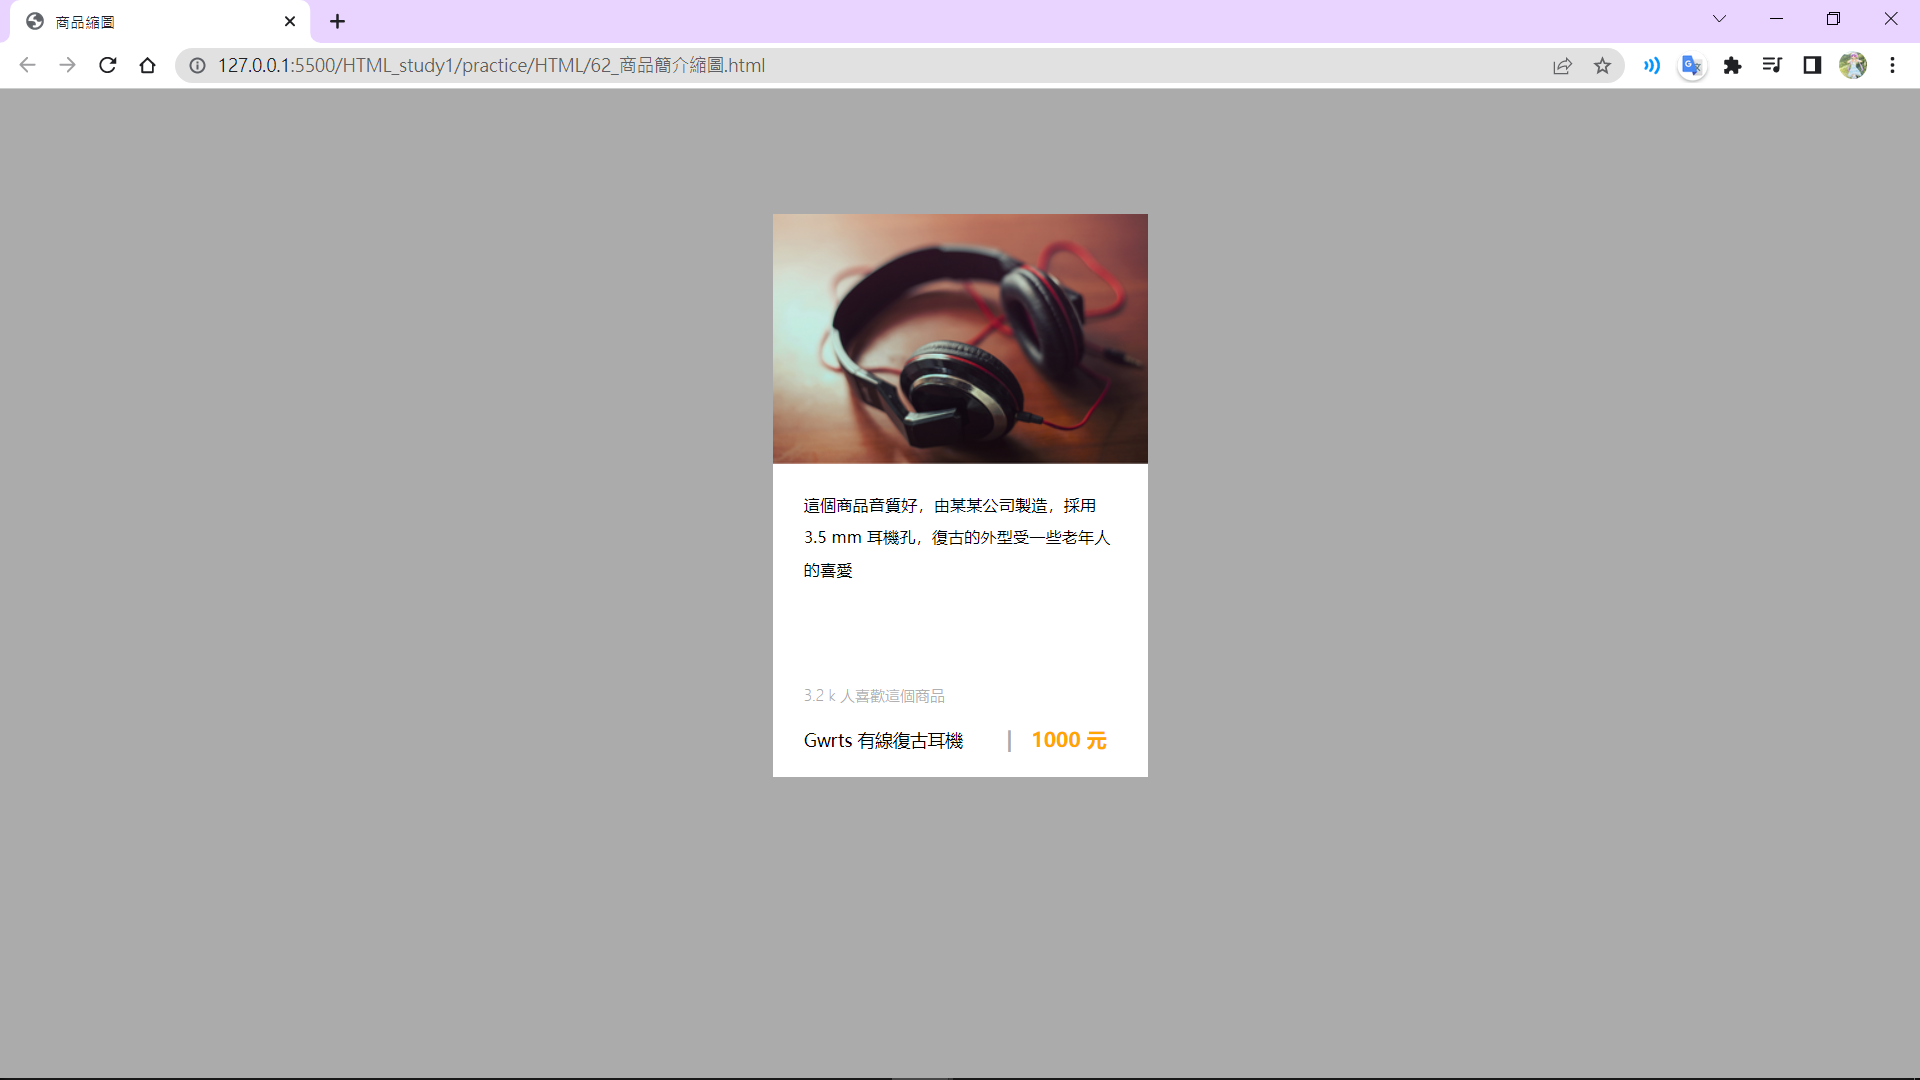 商品縮圖
127.0.0.1:5500/HTML_study1/practice/HTML/62_商品簡介縮圖.html
這個商品音質好，由某某公司製造，採用
3.5 mm 耳機孔，復古的外型受一些老年人
的喜愛
3.2 k 人喜歡這個商品
Gwrts 有線復古耳機 | 1000 元